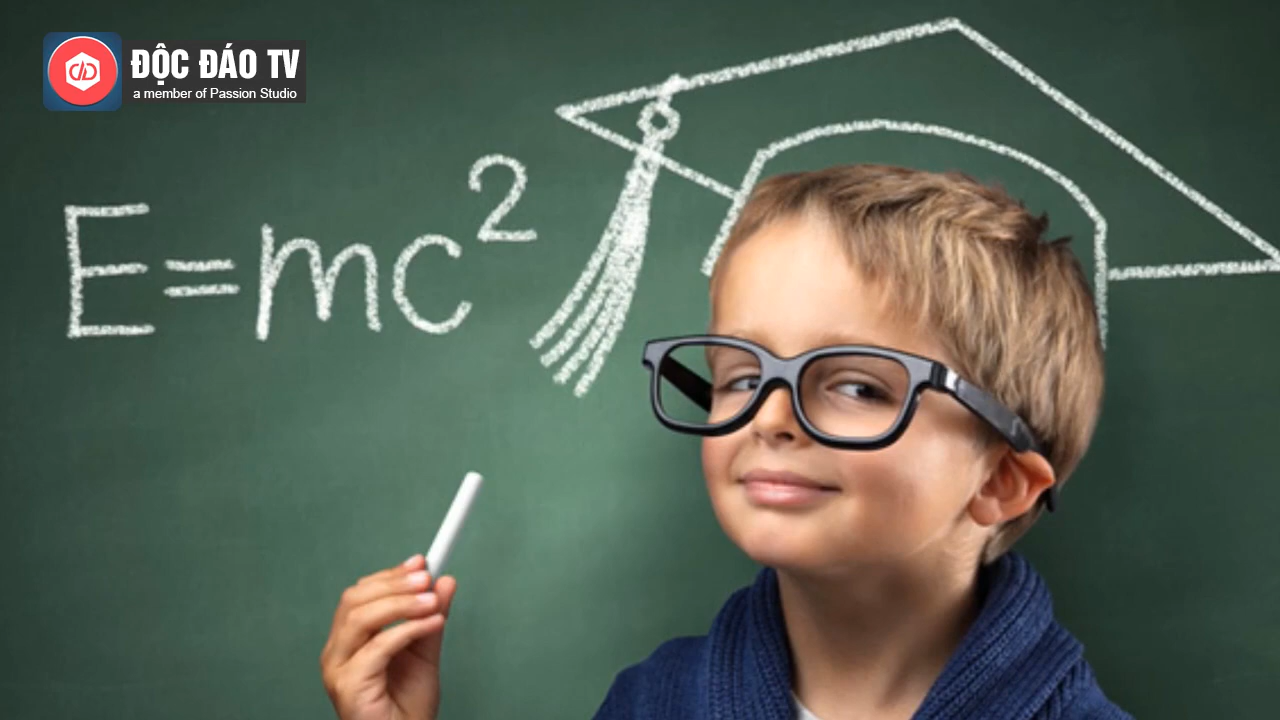 ĐỘC ĐÁO TV
a member of Passion Studio
E=mc²